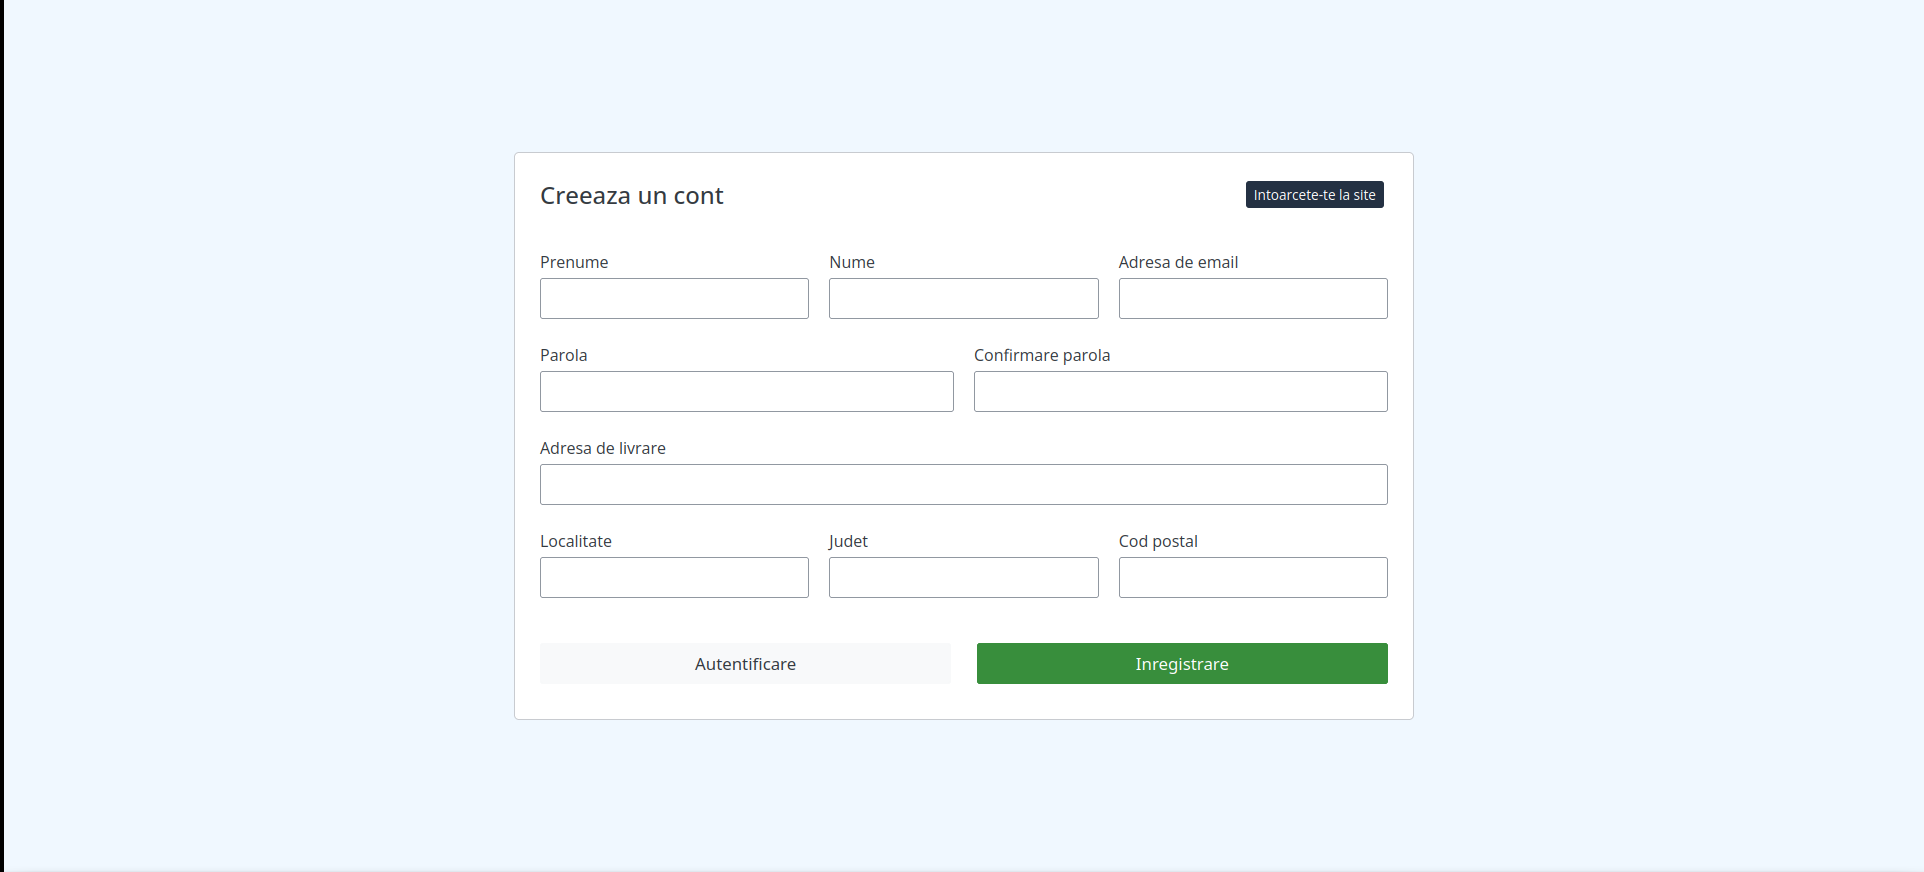 Creeaza un cont
Intoarcete-te la site
Prenume
Nume
Adresa de email
Parola
Confirmare parola
Adresa de livrare
Localitate
Judet
Cod postal
Autentificare
Inregistrare